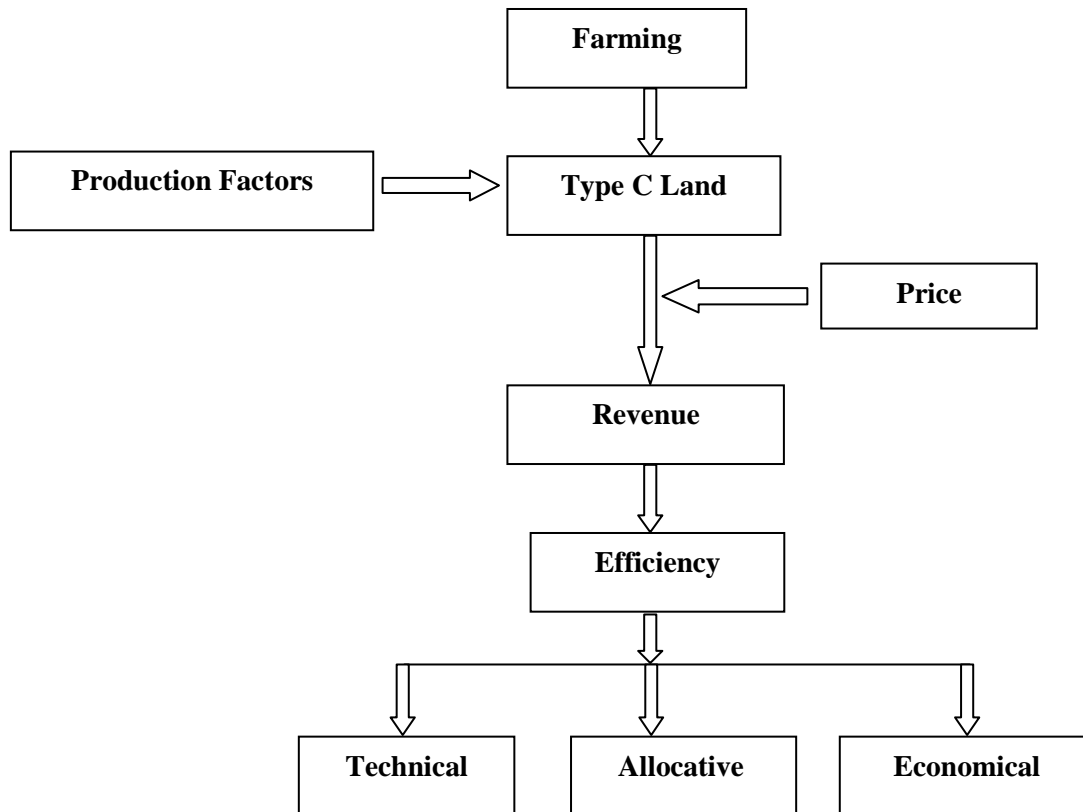 Farming
Production Factors
Type C Land
Price
Revenue
Efficiency
Technical
Allocative
Economical